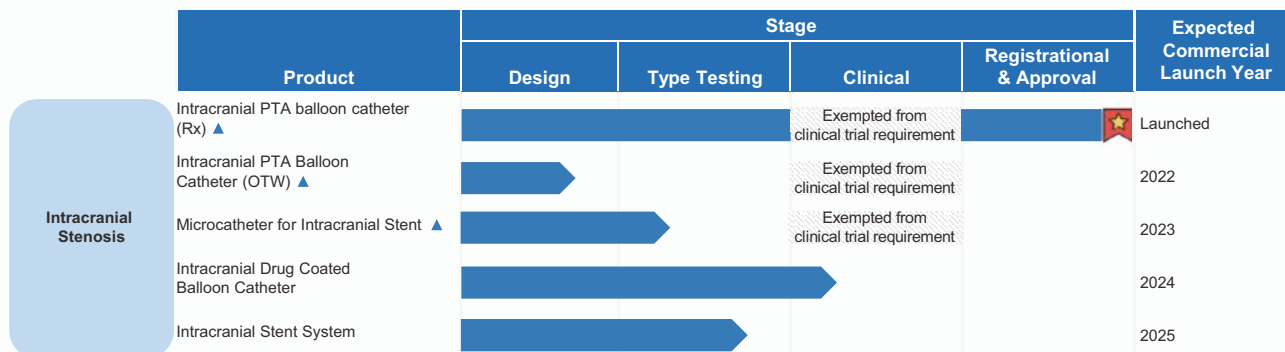 Stage
Expected
Commercial
Launch Year
Product
Design
Type Testing
Clinical
Registrational
& Approval
Intracranial
Stenosis
Intracranial PTA balloon catheter
(Rx) ▲
Exempted from
clinical trial requirement
Launched
Intracranial PTA Balloon
Catheter (OTW) ▲
Exempted from
clinical trial requirement
2022
Microcatheter for Intracranial Stent ▲
Exempted from
clinical trial requirement
2023
Intracranial Drug Coated
Balloon Catheter
2024
Intracranial Stent System
2025